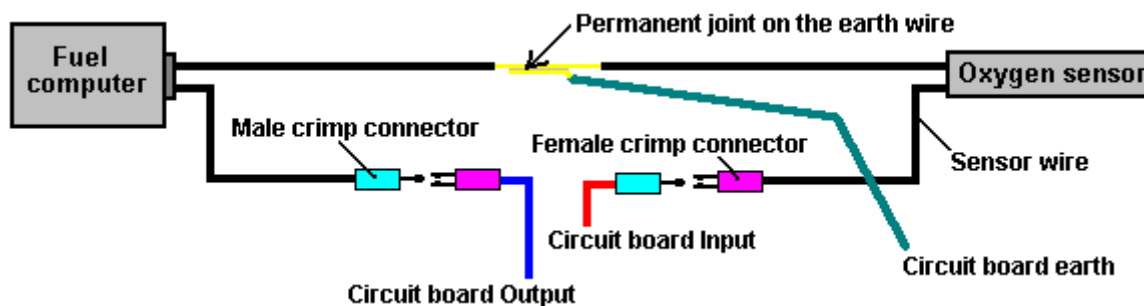 Permanent joint on the earth wire
Fuel
computer
Oxygen sensor
Male crimp connector
Female crimp connector
Sensor wire
Circuit board Input
Circuit board earth
Circuit board Output